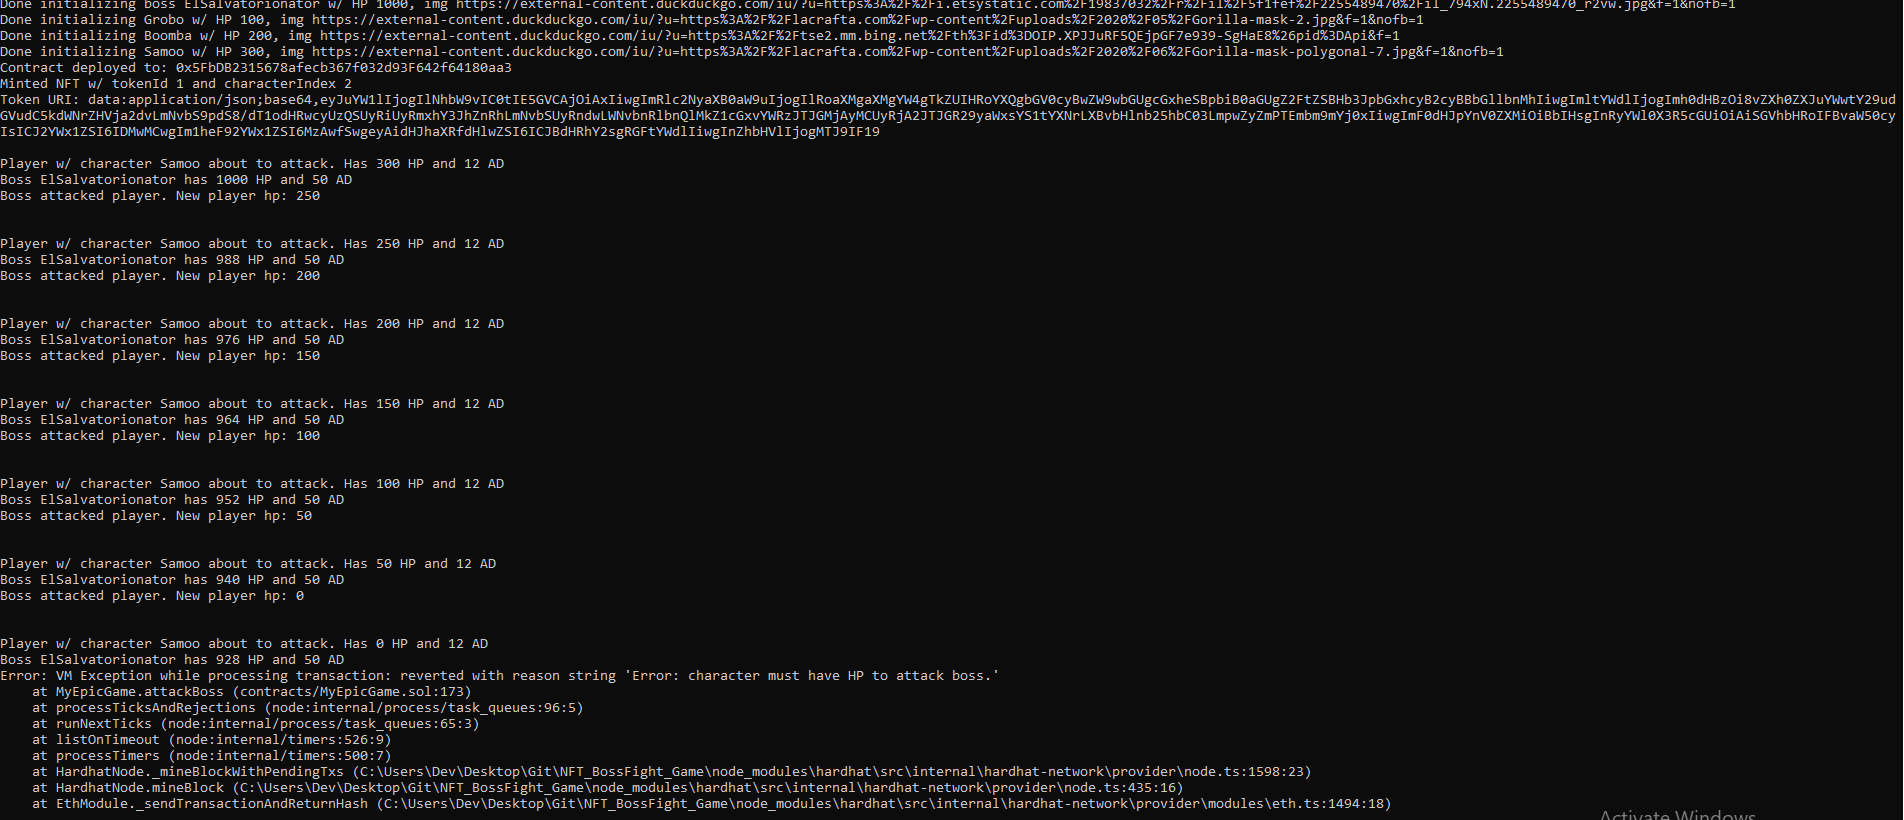 Done initializing boss ElSalvatorionator w/ HP 1000, img https://external-content.duckduckgo.com/iu/?u=https%3A%2F%2Fi.etsystatic.com%2F19837032%2Fr%2Fil%2F5f1fef%2F2255489470%2Fil_794xN.2255489470_r2vw.jpg&f=1&nofb=1
Done initializing Grobo w/ HP 100, img https://external-content.duckduckgo.com/iu/?u=https%3A%2F%2Flacrafta.com%2Fwp-content%2Fuploads%2F2020%2F05%2FGorilla-mask-2.jpg&f=1&nofb=1
Done initializing Boomba w/ HP 200, img https://external-content.duckduckgo.com/iu/?u=https%3A%2F%2Ftse2.mm.bing.net%2Fth%3Fid%3DOIP.XPJJuRF5QEjpGF7e939-SgHaE8%26pid%3DApi&f=1
Done initializing Samoo w/ HP 300, img https://external-content.duckduckgo.com/iu/?u=https%3A%2F%2Flacrafta.com%2Fwp-content%2Fuploads%2F2020%2F06%2FGorilla-mask-polygonal-7.jpg&f=1&nofb=1
Contract deployed to: 0x5FbDB2315678afecb367f032d93F642f64180aa3
Minted NFT w/ tokenId 1 and characterIndex 2
Token URI: data:application/json;base64,eyJuYW1lIjogIlNhbW9vIC0tIE5GVCAjOiAxIiwgImRlc2NyaXB0aW9uIjogIlRoaXMgaXMgYW4gTkZUIHRoYXQgbGV0cyBwZW9wbGUgcGxheSBpbiB0aGUgZ2FtZSBHb3JpbGxhcyB2cyBBbGllbnMhIiwgImltYWdlIjogImh0dHBzOi8vZXh0ZXJuYWwtY29ud
GVudC5kdWNrZHVja2dvLmNvbS9pdS8/dT1odHRwcyUzQSUyRiUyRmxhY3JhZnRhLmNvbSUyRndwLWNvbnRlbnQlMkZ1cGxvYWRzJTJGMjAyMCUyRjA2JTJGR29yaWxsYS1tYXNrLXBvbHlnb25hbC03LmpwZyZmPTEmbm9mYj0xIiwgImF0dHJpYnV0ZXMiOiBbIHsgInRyYWl0X3R5cGUiOiAiSGVhbHRoIFBvaW50cy
IsICJ2YWx1ZSI6IDMwMCwgIm1heF92YWx1ZSI6MzAwfSwgeyAidHJhaXRfdHlwZSI6ICJBdHRhY2sgRGFtYWdlIiwgInZhbHVlIjogMTJ9IF19
Player w/ character Samoo about to attack. Has 300 HP and 12 AD
Boss ElSalvatorionator has 1000 HP and 50 AD
Boss attacked player. New player hp: 250
Player w/ character Samoo about to attack. Has 250 HP and 12 AD
Boss ElSalvatorionator has 988 HP and 50 AD
Boss attacked player. New player hp: 200
Player w/ character Samoo about to attack. Has 200 HP and 12 AD
Boss ElSalvatorionator has 976 HP and 50 AD
Boss attacked player. New player hp: 150
Player w/ character Samoo about to attack. Has 150 HP and 12 AD
Boss ElSalvatorionator has 964 HP and 50 AD
Boss attacked player. New player hp: 100
Player w/ character Samoo about to attack. Has 100 HP and 12 AD
Boss ElSalvatorionator has 952 HP and 50 AD
Boss attacked player. New player hp: 50
Player w/ character Samoo about to attack. Has 50 HP and 12 AD
Boss ElSalvatorionator has 940 HP and 50 AD
Boss attacked player. New player hp: 0
Player w/ character Samoo about to attack. Has 0 HP and 12 AD
Boss ElSalvatorionator has 928 HP and 50 AD
Error: VM Exception while processing transaction: reverted with reason string 'Error: character must have HP to attack boss.'
at MyEpicGame.attackBoss (contracts/MyEpicGame.sol:173)
at processTicksAndRejections (node:internal/process/task_queues:96:5)
at runNextTicks (node:internal/process/task_queues:65:3)
at listOnTimeout (node:internal/timers:526:9)
at processTimers (node:internal/timers:500:7)
at HardhatNode._mineBlockWithPendingTxs (C:\Users\Dev\Desktop\Git\NFT_BossFight_Game\node_modules\hardhat\src\internal\hardhat-network\provider\node.ts:1598:23)
at HardhatNode.mineBlock (C:\Users\Dev\Desktop\Git\NFT_BossFight_Game\node_modules\hardhat\src\internal\hardhat-network\provider\node.ts:435:16)
at EthModule._sendTransactionAndReturnHash (C:\Users\Dev\Desktop\Git\NFT_BossFight_Game\node_modules\hardhat\src\internal\hardhat-network\provider\modules\eth.ts:1494:18)
Activate Windows